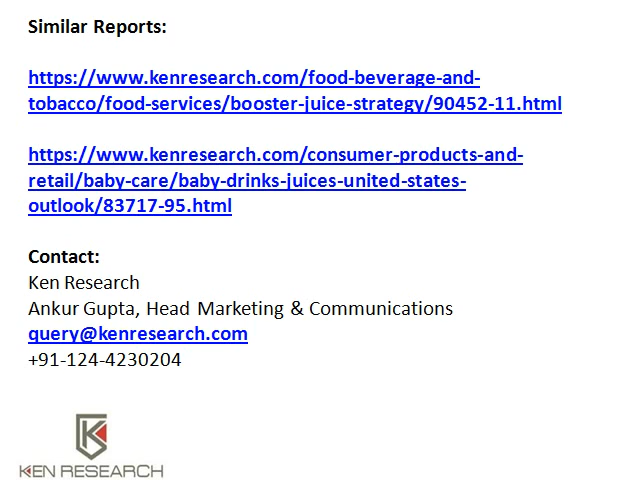 Similar Reports:
https://www.kenresearch.com/food-beverage-and-
tobacco/food-services/booster-juice-strategy/90452-11.html
https://www.kenresearch.com/consumer-products-and-
retail/baby-care/baby-drinks-juices-united-states-
outlook/83717-95.html
Contact:
Ken Research
Ankur Gupta, Head Marketing & Communications
query@kenresearch.com
+91-124-4230204
KEN RESEARCH